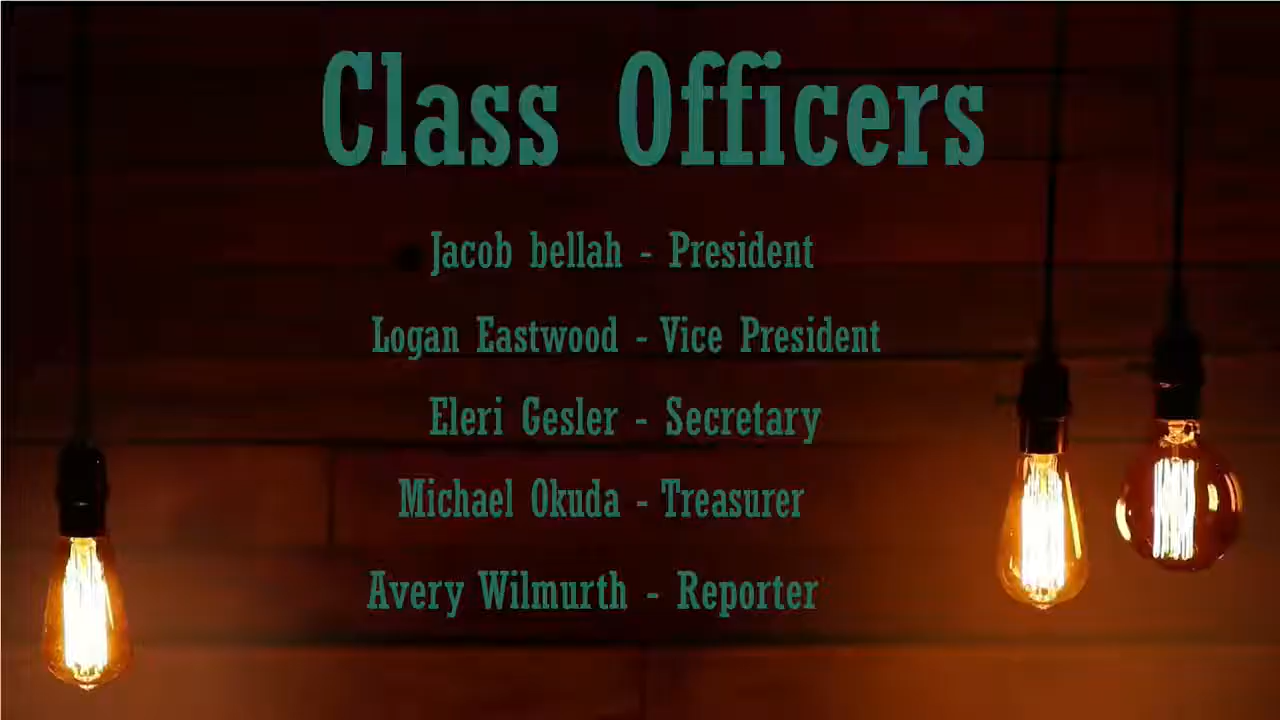 Class Officers
Jacob bellah - President
Logan Eastwood - Vice President
Eleri Gesler - Secretary
Michael Okuda - Treasurer
Avery Wilmurth - Reporter